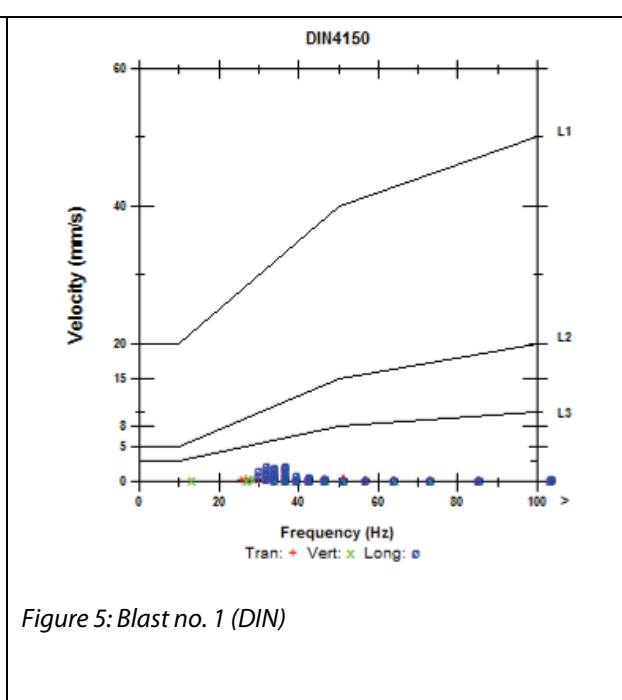 DIN4150
60
40
20
15
8
5
0
Velocity (mm/s)
L1
L2
L3
0 20 40 60 80 100 >
Frequency (Hz)
Tran: + Vert: x Long: ø
Figure 5: Blast no. 1 (DIN)